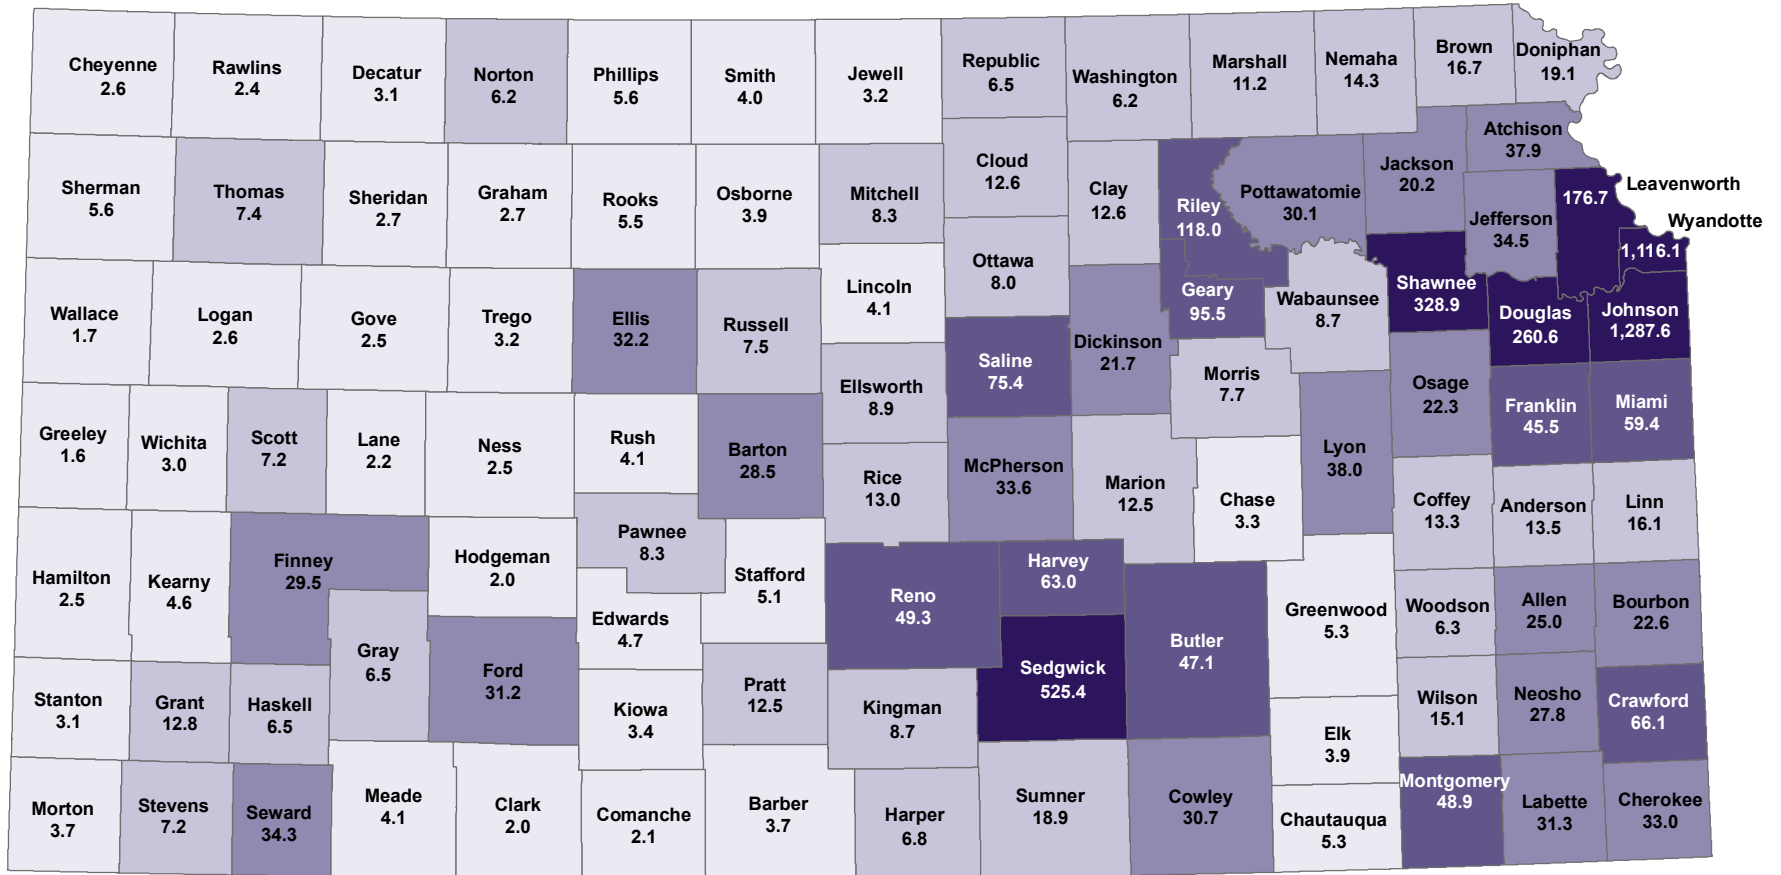 Cheyenne
2.6
Rawlins
2.4
Decatur
3.1
Norton
6.2
Phillips
5.6
Smith
4.0
Jewell
3.2
Republic
6.5
Washington
6.2
Marshall
11.2
Nemaha
14.3
Brown
16.7
Doniphan
19.1
Sherman
5.6
Thomas
7.4
Sheridan
2.7
Graham
2.7
Rooks
5.5
Osborne
3.9
Mitchell
8.3
Cloud
12.6
Clay
12.6
Riley
118.0
Pottawatomie
30.1
Jackson
20.2
Atchison
37.9
Jefferson
34.5
176.7
Leavenworth
Wyandotte
1,116.1
Wallace
1.7
Logan
2.6
Gove
2.5
Trego
3.2
Ellis
32.2
Russell
7.5
Lincoln
4.1
Ottawa
8.0
Saline
75.4
Dickinson
21.7
Geary
95.5
Wabaunsee
8.7
Shawnee
328.9
Douglas
260.6
Johnson
1,287.6
Greeley
1.6
Wichita
3.0
Scott
7.2
Lane
2.2
Ness
2.5
Rush
4.1
Barton
28.5
Ellsworth
8.9
Rice
13.0
McPherson
33.6
Marion
12.5
Morris
7.7
Chase
3.3
Lyon
38.0
Osage
22.3
Franklin
45.5
Miami
59.4
Coffey
13.3
Anderson
13.5
Linn
16.1
Hamilton
2.5
Kearny
4.6
Finney
29.5
Hodgeman
2.0
Pawnee
8.3
Stafford
5.1
Edwards
4.7
Gray
6.5
Ford
31.2
Reno
49.3
Harvey
63.0
Sedgwick
525.4
Butler
47.1
Greenwood
5.3
Woodson
6.3
Allen
25.0
Bourbon
22.6
Stanton
3.1
Grant
12.8
Haskell
6.5
Kiowa
3.4
Pratt
12.5
Kingman
8.7
Elk
3.9
Wilson
15.1
Neosho
27.8
Crawford
66.1
Morton
3.7
Stevens
7.2
Seward
34.3
Meade
4.1
Clark
2.0
Comanche
2.1
Barber
3.7
Harper
6.8
Sumner
18.9
Cowley
30.7
Chautauqua
5.3
Montgomery
48.9
Labette
31.3
Cherokee
33.0